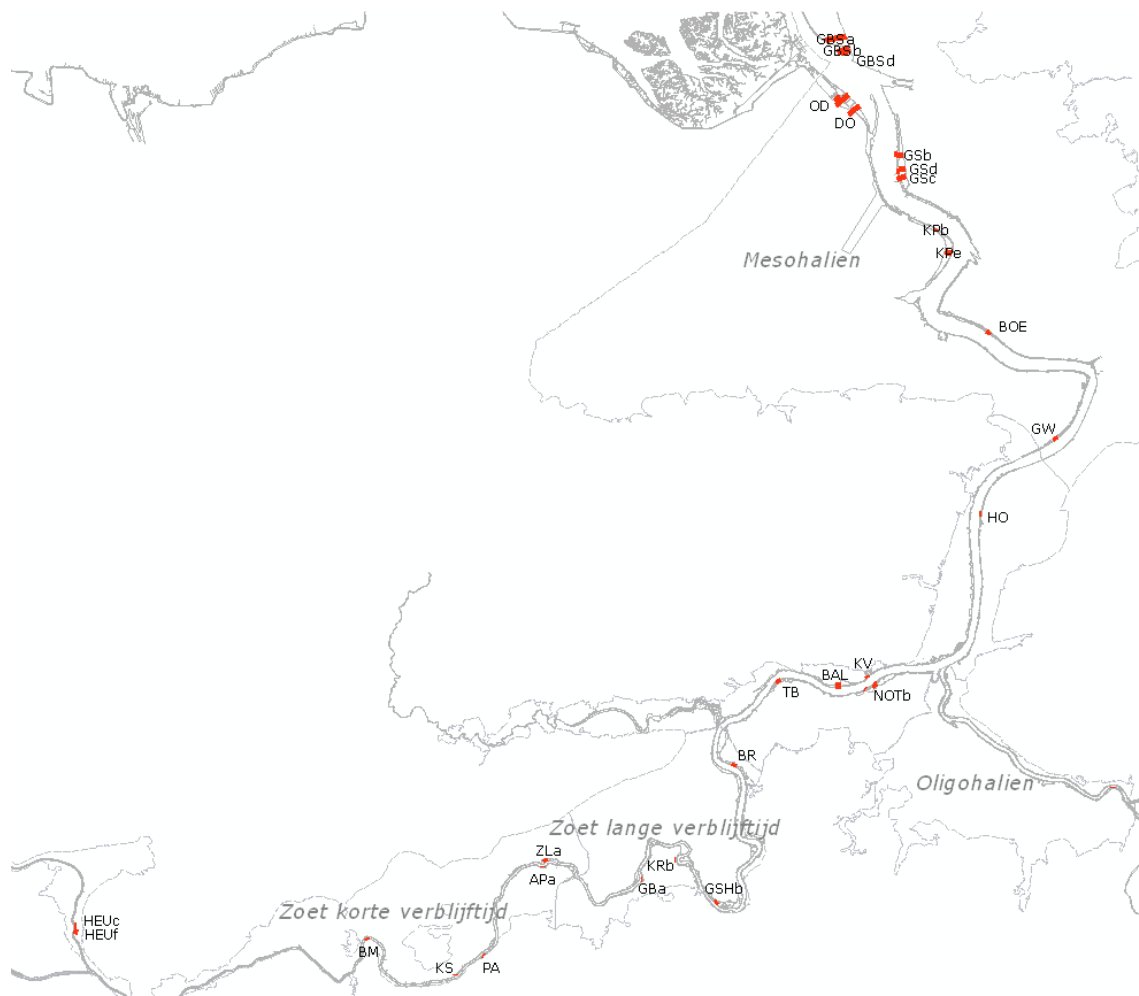 GBSa
GBSb
GBSd
OD
DO
GSb
GSd
GSc
KPb
KPe
Mesohalien
BOE
GW
HO
KV
BAL
TB
NOTb
BR
Oligohalien
Zoet lange verblijftijd
ZLa
KRb
APa
GBa
GSHb
Zoet korte verblijftijd
HEUc
HEUf
BM
PA
KS